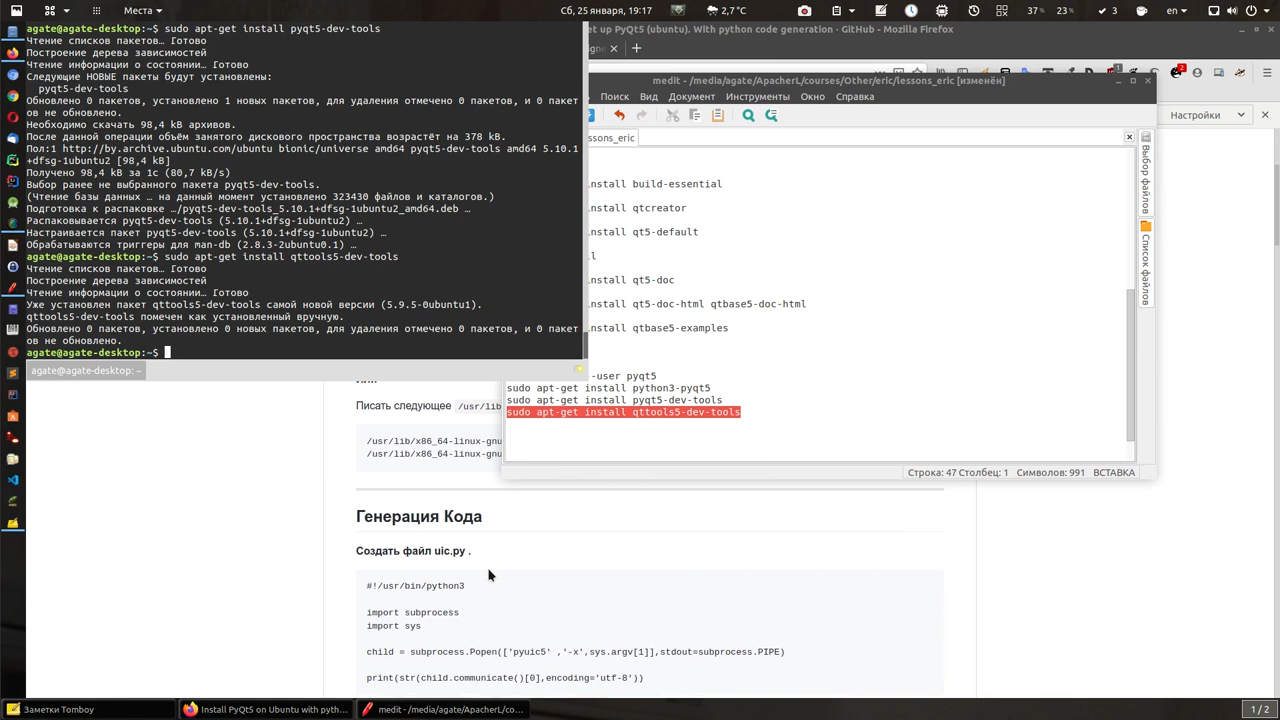 Места
Сб, 25 января, 19:17
2,7 °C
37%
0%
25%
3
en
agate@agate-desktop:~$ sudo apt-get install pyqt5-dev-tools
Чтение списков пакетов… Готово
Построение дерева зависимостей
Чтение информации о состоянии… Готово
Следующие НОВЫЕ пакеты будут установлены:
pyqt5-dev-tools
Обновлено 0 пакетов, установлено 1 новых пакетов, для удаления отмечено 0 пакетов, и 0 пакет
ов не обновлено.
Необходимо скачать 98,4 kB архивов.
После данной операции объём занятого дискового пространства возрастёт на 378 kB.
Пол:1 http://by.archive.ubuntu.com/ubuntu bionic/universe amd64 pyqt5-dev-tools amd64 5.10.1
+dfsg-1ubuntu2 [98,4 kB]
Получено 98,4 kB за 1с (80,7 kB/s)
Выбор ранее не выбранного пакета pyqt5-dev-tools.
(Чтение базы данных … на данный момент установлено 323430 файлов и каталогов.)
Подготовка к распаковке …/pyqt5-dev-tools_5.10.1+dfsg-1ubuntu2_amd64.deb …
Распаковывается pyqt5-dev-tools (5.10.1+dfsg-1ubuntu2) …
Настраивается пакет pyqt5-dev-tools (5.10.1+dfsg-1ubuntu2) …
Обрабатываются триггеры для man-db (2.8.3-2ubuntu0.1) …
agate@agate-desktop:~$ sudo apt-get install qttools5-dev-tools
Чтение списков пакетов… Готово
Построение дерева зависимостей
Чтение информации о состоянии… Готово
Уже установлен пакет qttools5-dev-tools самой новой версии (5.9.5-0ubuntu1).
qttools5-dev-tools помечен как установленный вручную.
Обновлено 0 пакетов, установлено 0 новых пакетов, для удаления отмечено 0 пакетов, и 0 пакет
ов не обновлено.
agate@agate-desktop:~$
agate@agate-desktop: ~
et up PyQt5 (ubuntu). With python code generation · GitHub - Mozilla Firefox
medit - /media/agate/ApacherL/courses/Other/eric/lessons_eric [изменён]
Поиск Вид Документ Инструменты Окно Справка
Настройки
ssons_eric
install build-essential
install qtcreator
install qt5-default
ll
install qt5-doc
install qt5-doc-html qtbase5-doc-html
install qtbase5-examples
-user pyqt5
sudo apt-get install python3-pyqt5
sudo apt-get install pyqt5-dev-tools
sudo apt-get install qttools5-dev-tools
Выбор файлов
Список файлов
Строка: 47 Столбец: 1 Символов: 991 ВСТАВКА
Писать следующее /usr/lib
/usr/lib/x86_64-linux-gnu
/usr/lib/x86_64-linux-gnu
Генерация Кода
Создать файл uic.py .
#!/usr/bin/python3
import subprocess
import sys
child = subprocess.Popen(['pyuic5' ,'-x',sys.argv[1]],stdout=subprocess.PIPE)
print(str(child.communicate()[0],encoding='utf-8'))
Заметки Tomboy
Install PyQt5 on Ubuntu with pyth...
medit - /media/agate/ApacherL/co...
1 / 2